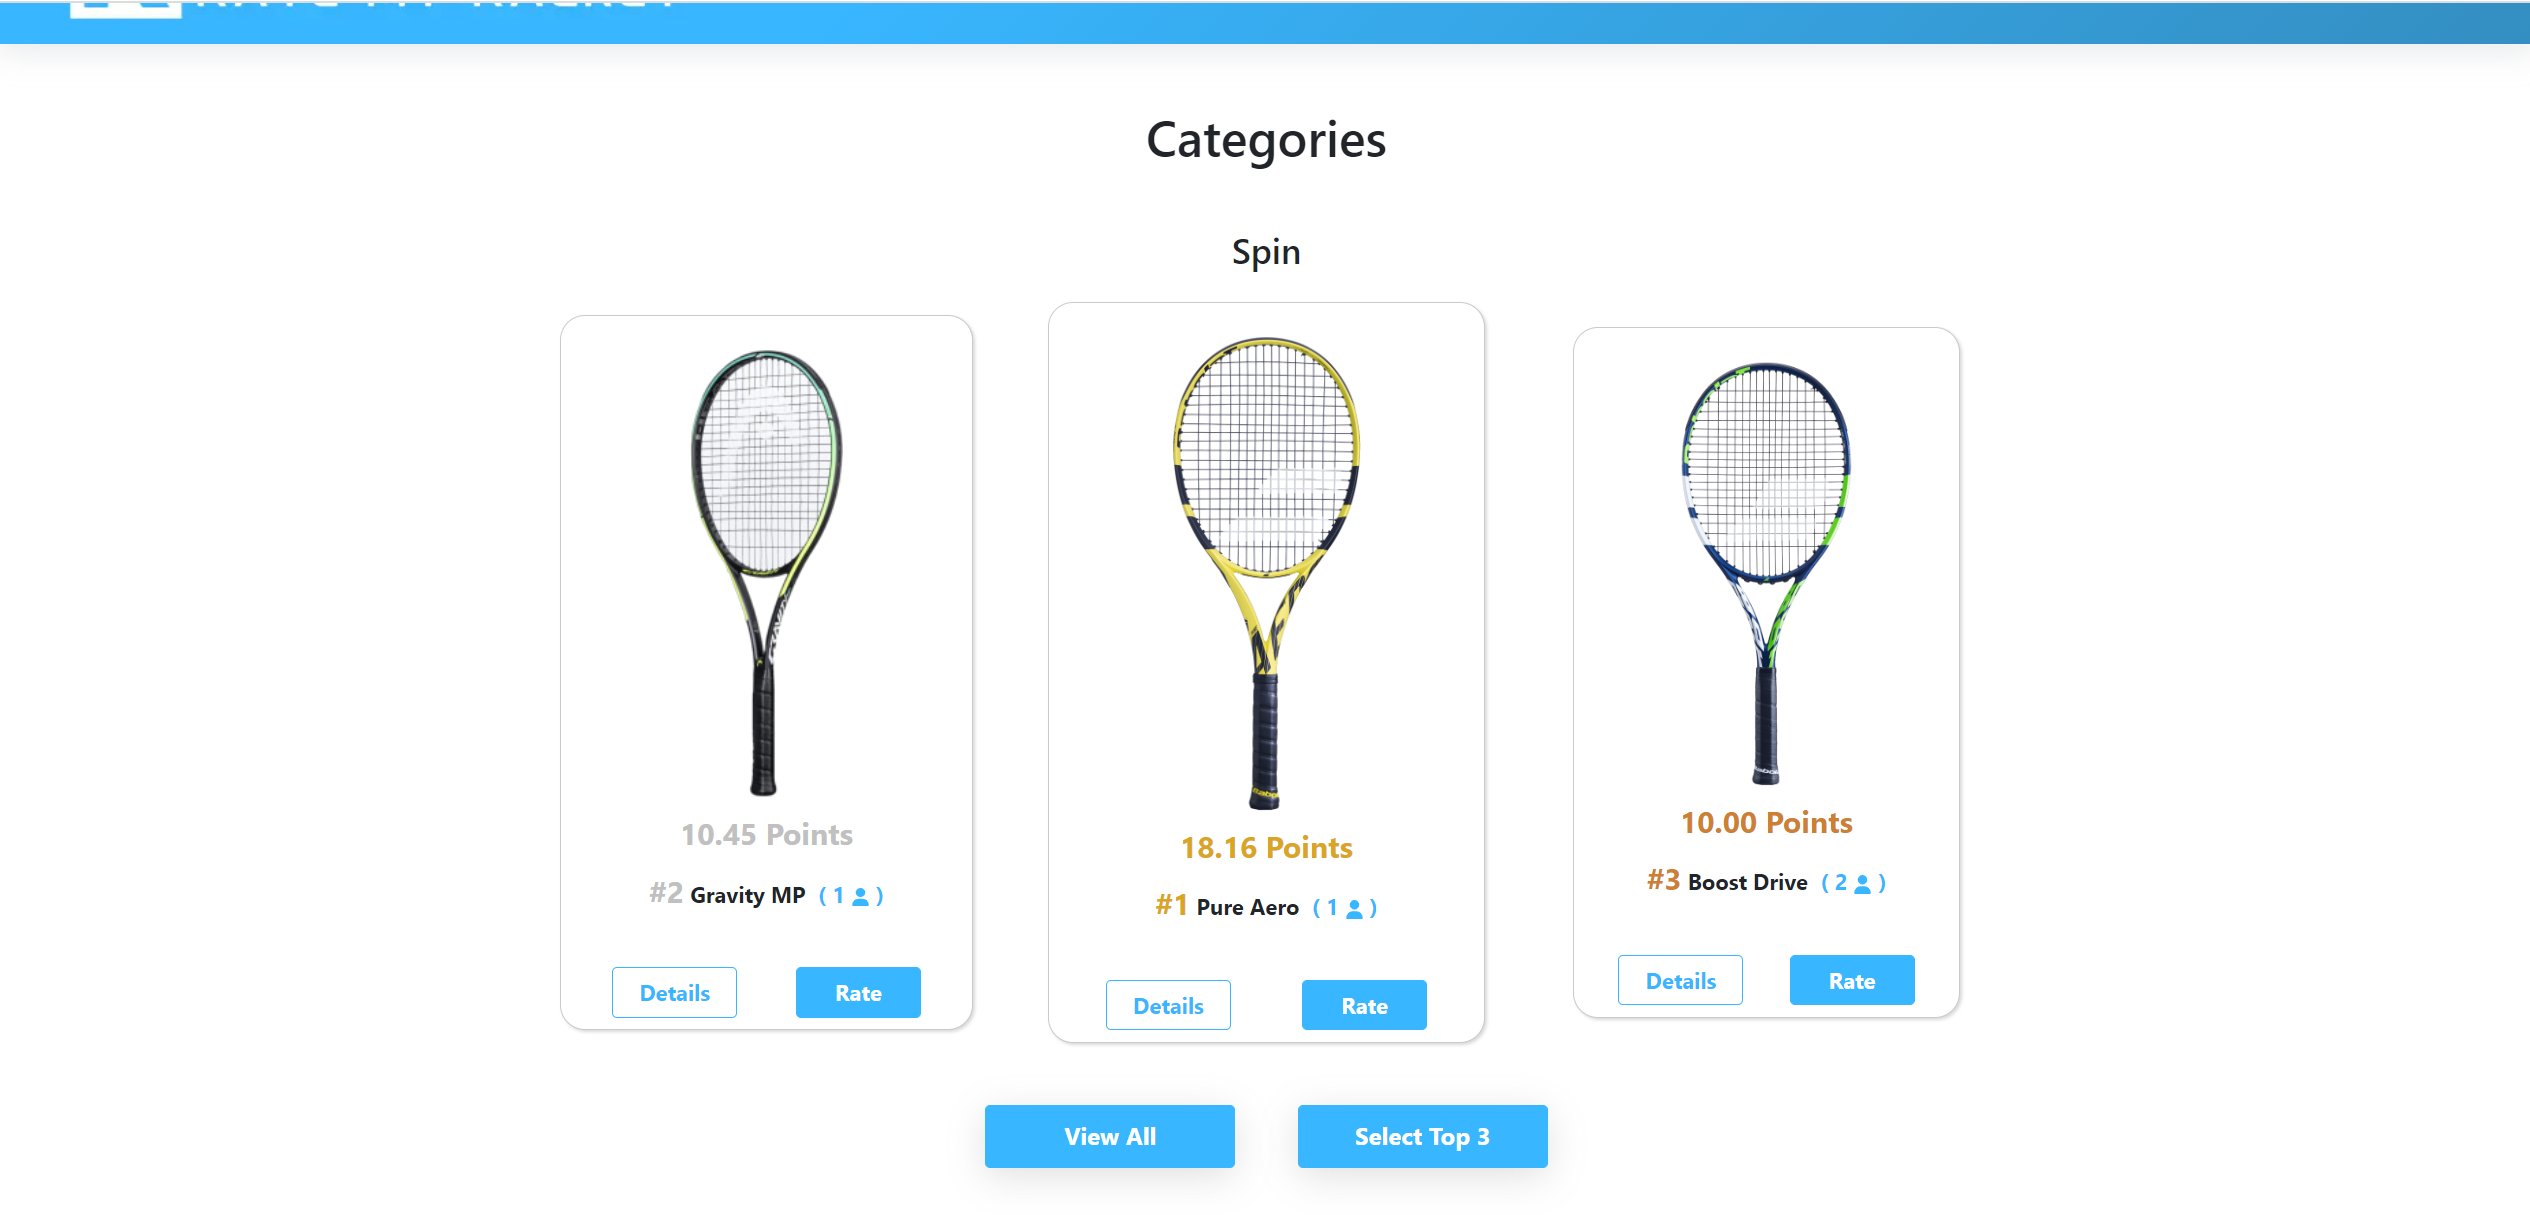 Categories
Spin
10.45 Points
#2 Gravity MP ( 1 )
Details
Rate
18.16 Points
#1 Pure Aero ( 1 )
Details
Rate
10.00 Points
#3 Boost Drive ( 2 )
Details
Rate
View All
Select Top 3